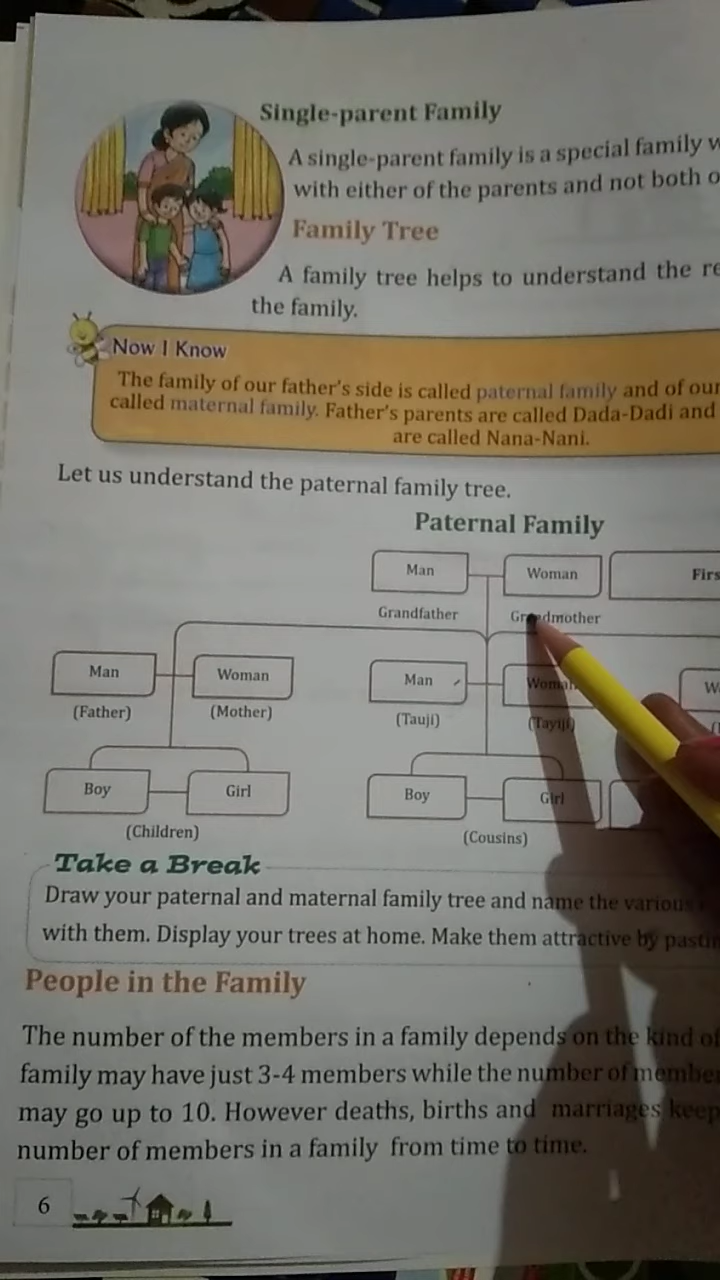 Single-parent Family
A single-parent family is a special family
with either of the parents and not both
Family Tree
A family tree helps to understand the
the family.
Now I Know
The family of our father's side is called paternal family and of our
called maternal family. Father's parents are called Dada-Dadi and
are called Nana-Nani.
Let us understand the paternal family tree.
Paternal Family
Man Woman
Grandfather Grandmother
Man Woman Man Woman
(Father) (Mother) (Tauji) (Tayiji)
Boy Girl Boy Girl
(Children) (Cousins)
Take a Break
Draw your paternal and maternal family tree and name the various
with them. Display your trees at home. Make them attractive by
People in the Family
The number of the members in a family depends on the kind of
family may have just 3-4 members while the number of
may go up to 10. However deaths, births and marriages keep
number of members in a family from time to time.
6